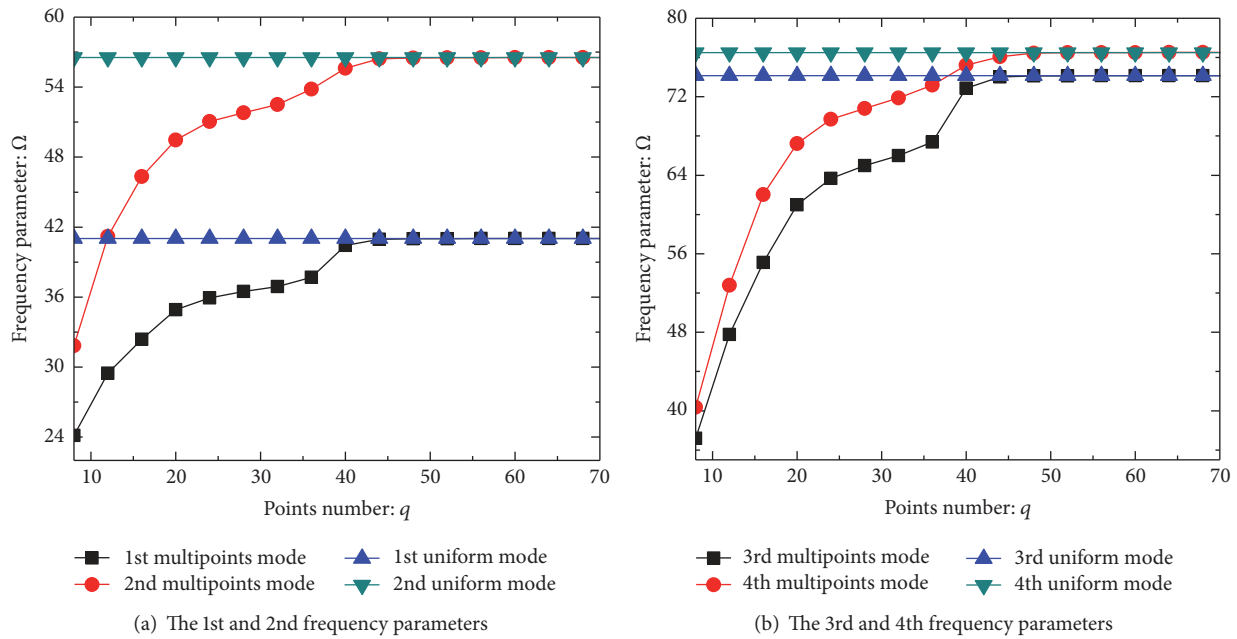 60
54
48
42
36
30
24
Frequency parameter: Ω
10 20 30 40 50 60 70
Points number: q
1st multipoints mode
2nd multipoints mode
1st uniform mode
2nd uniform mode
(a) The 1st and 2nd frequency parameters
80
72
64
56
48
40
Frequency parameter: Ω
10 20 30 40 50 60 70
Points number: q
3rd multipoints mode
4th multipoints mode
3rd uniform mode
4th uniform mode
(b) The 3rd and 4th frequency parameters